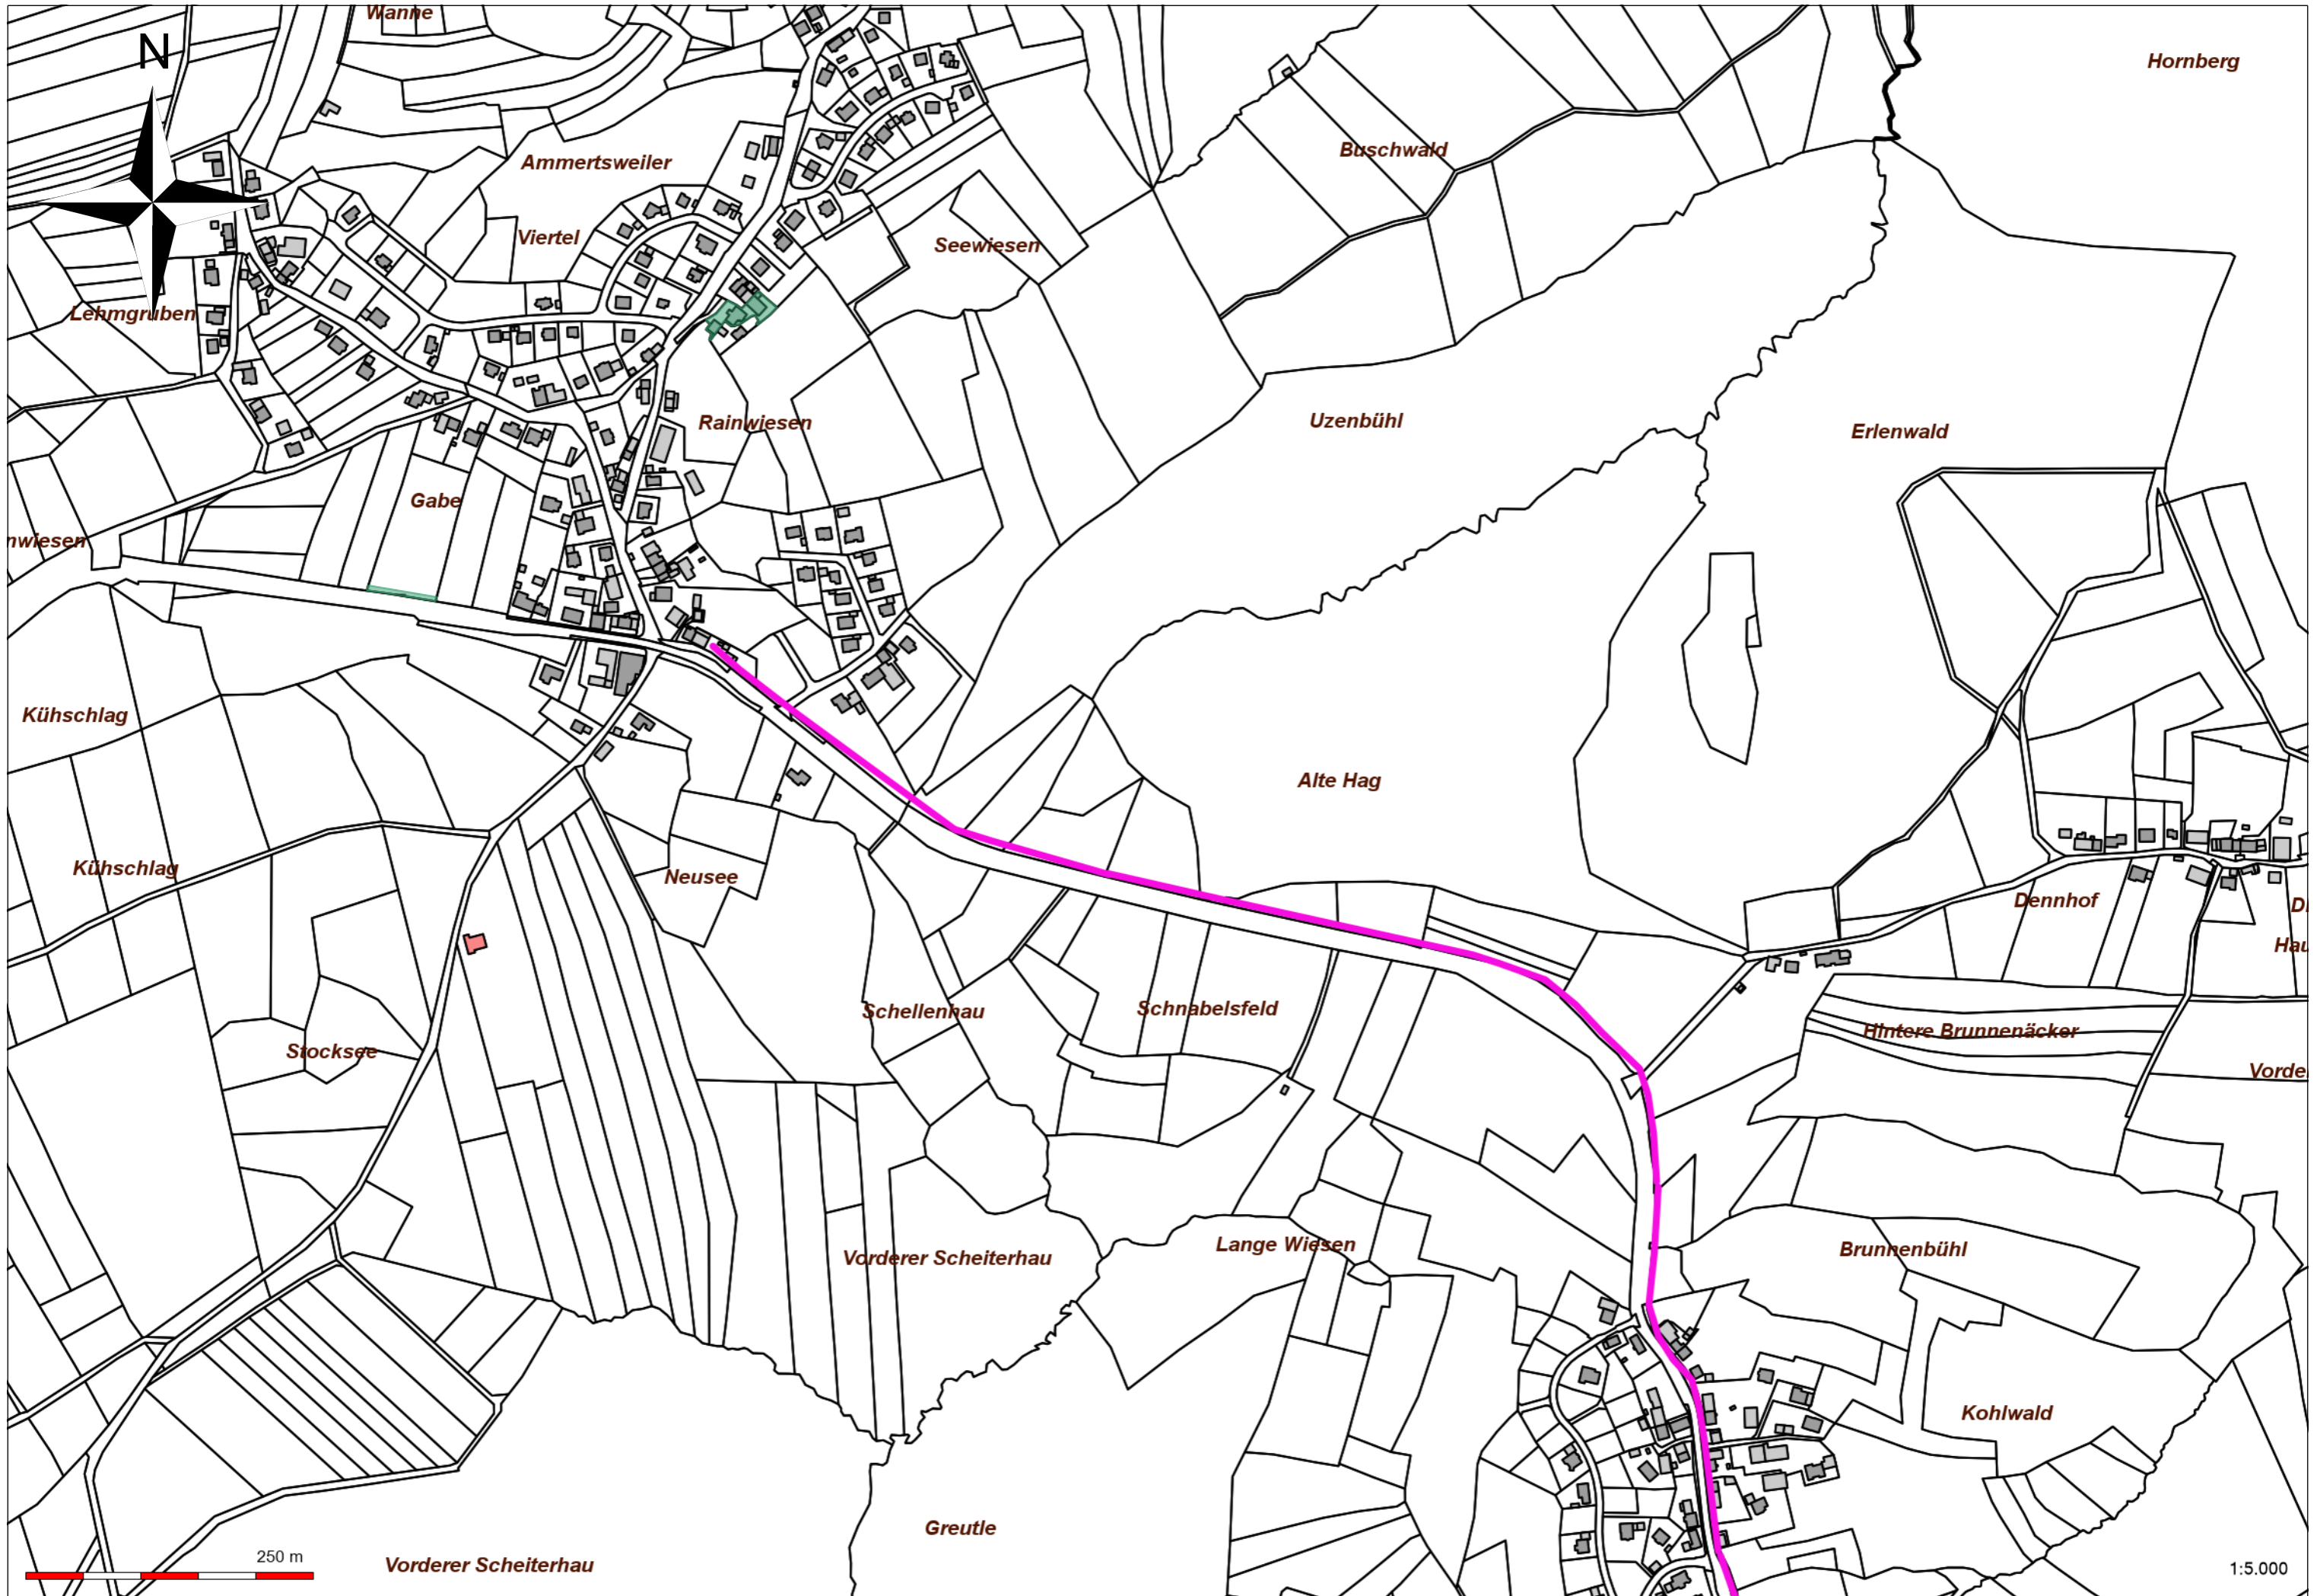 Wanne
N
Hornberg
Buschwald
Ammertsweiler
Viertel
Seewiesen
Lehmgruben
Rainwiesen
Uzenbühl
Erlenwald
Gabe
nwiesen
Kühschlag
Alte Hag
Kühschlag
Neusee
Dennhof
D
Hau
Schellenhau
Schnabelsfeld
Hintere Brunnenäcker
Stocksee
Vorde
Vorderer Scheiterhau
Lange Wiesen
Brunnenbühl
Kohlwald
Greutle
250 m
Vorderer Scheiterhau
1:5.000